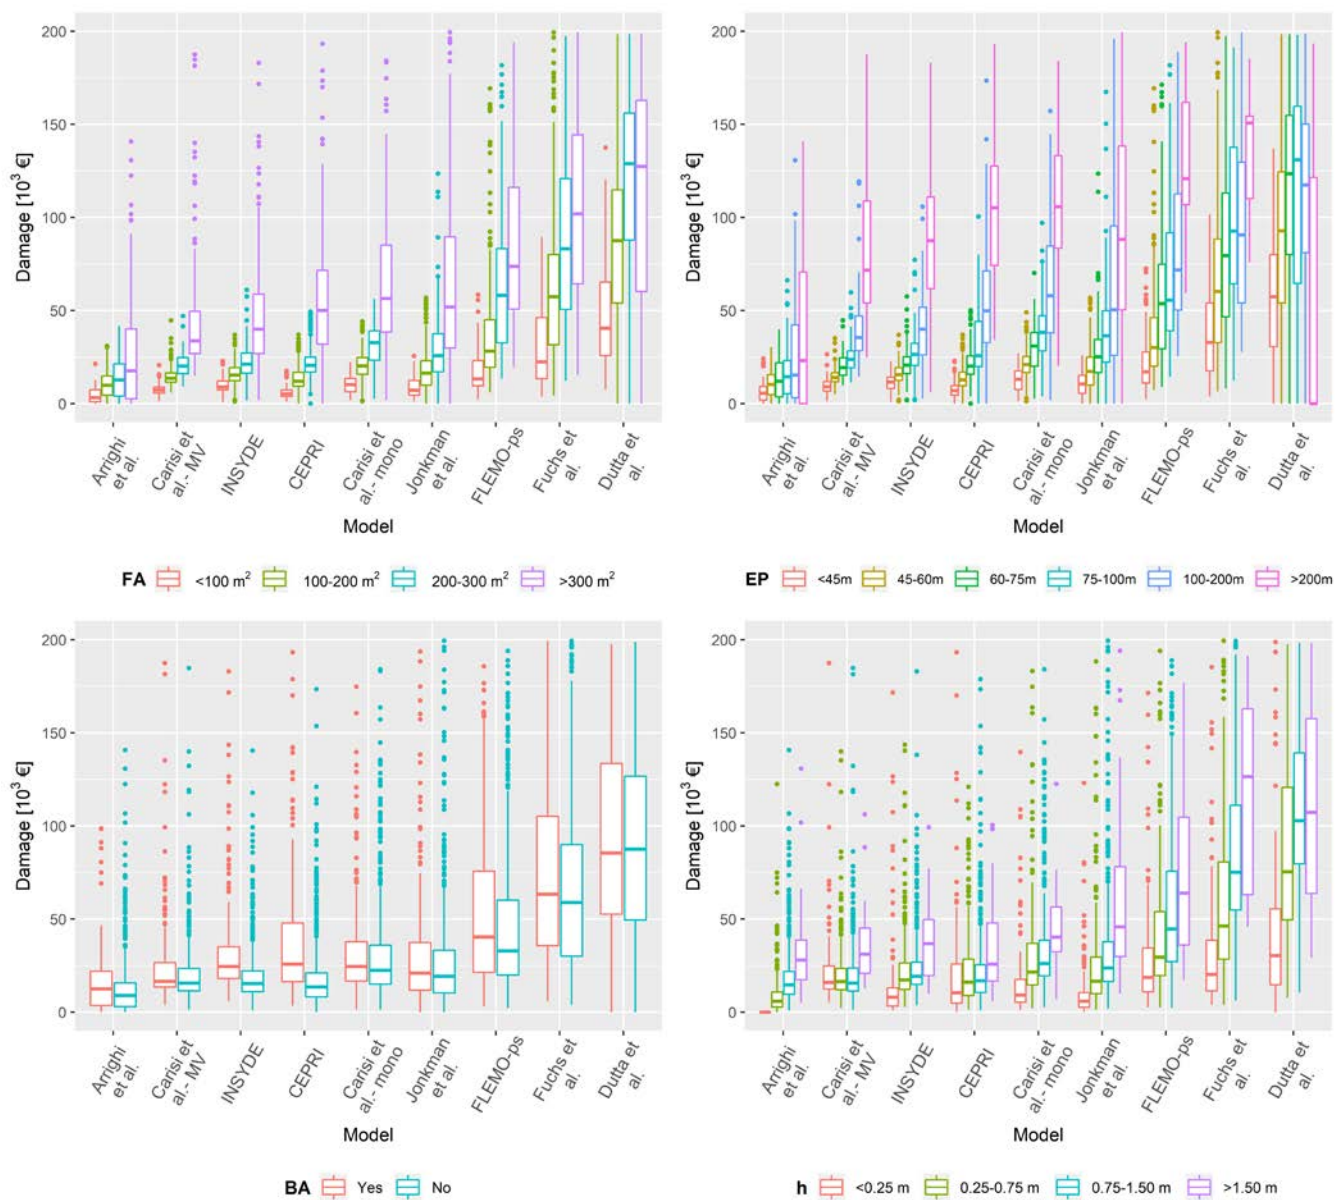 200
150
100
50
0
Damage [10³ €]
Arrighi
et al.
Carisi et
al.- MV
INSYDE
CEPRI
Carisi et
al.- mono
Jonkman
et al.
FLEMO-ps
Fuchs et
al.
Dutta et
al.
Model
FA <100 m² 100-200 m² 200-300 m² >300 m²
200
150
100
50
0
Damage [10³ €]
Arrighi
et al.
Carisi et
al.- MV
INSYDE
CEPRI
Carisi et
al.- mono
Jonkman
et al.
FLEMO-ps
Fuchs et
al.
Dutta et
al.
Model
EP <45m 45-60m 60-75m 75-100m 100-200m >200m
200
150
100
50
0
Damage [10³ €]
Arrighi
et al.
Carisi et
al.- MV
INSYDE
CEPRI
Carisi et
al.- mono
Jonkman
et al.
FLEMO-ps
Fuchs et
al.
Dutta et
al.
Model
BA Yes No
200
150
100
50
0
Damage [10³ €]
Arrighi
et al.
Carisi et
al.- MV
INSYDE
CEPRI
Carisi et
al.- mono
Jonkman
et al.
FLEMO-ps
Fuchs et
al.
Dutta et
al.
Model
h <0.25 m 0.25-0.75 m 0.75-1.50 m >1.50 m